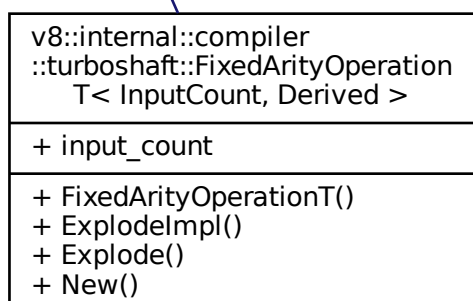 v8::internal::compiler
::turboshaft::FixedArityOperation
T< InputCount, Derived >
+ input_count
+ FixedArityOperationT()
+ ExplodeImpl()
+ Explode()
+ New()